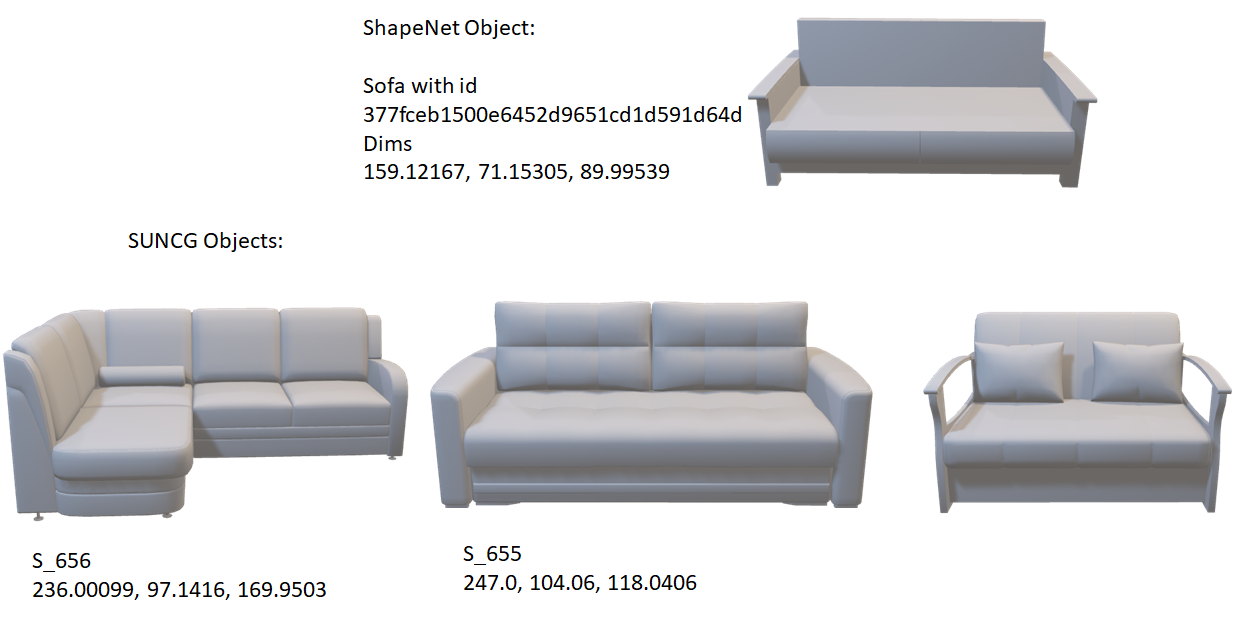 ShapeNet Object:
Sofa with id
377fceb1500e6452d9651cd1d591d64d
Dims
159.12167, 71.15305, 89.99539
SUNCG Objects:
S_656
236.00099, 97.1416, 169.9503
S_655
247.0, 104.06, 118.0406